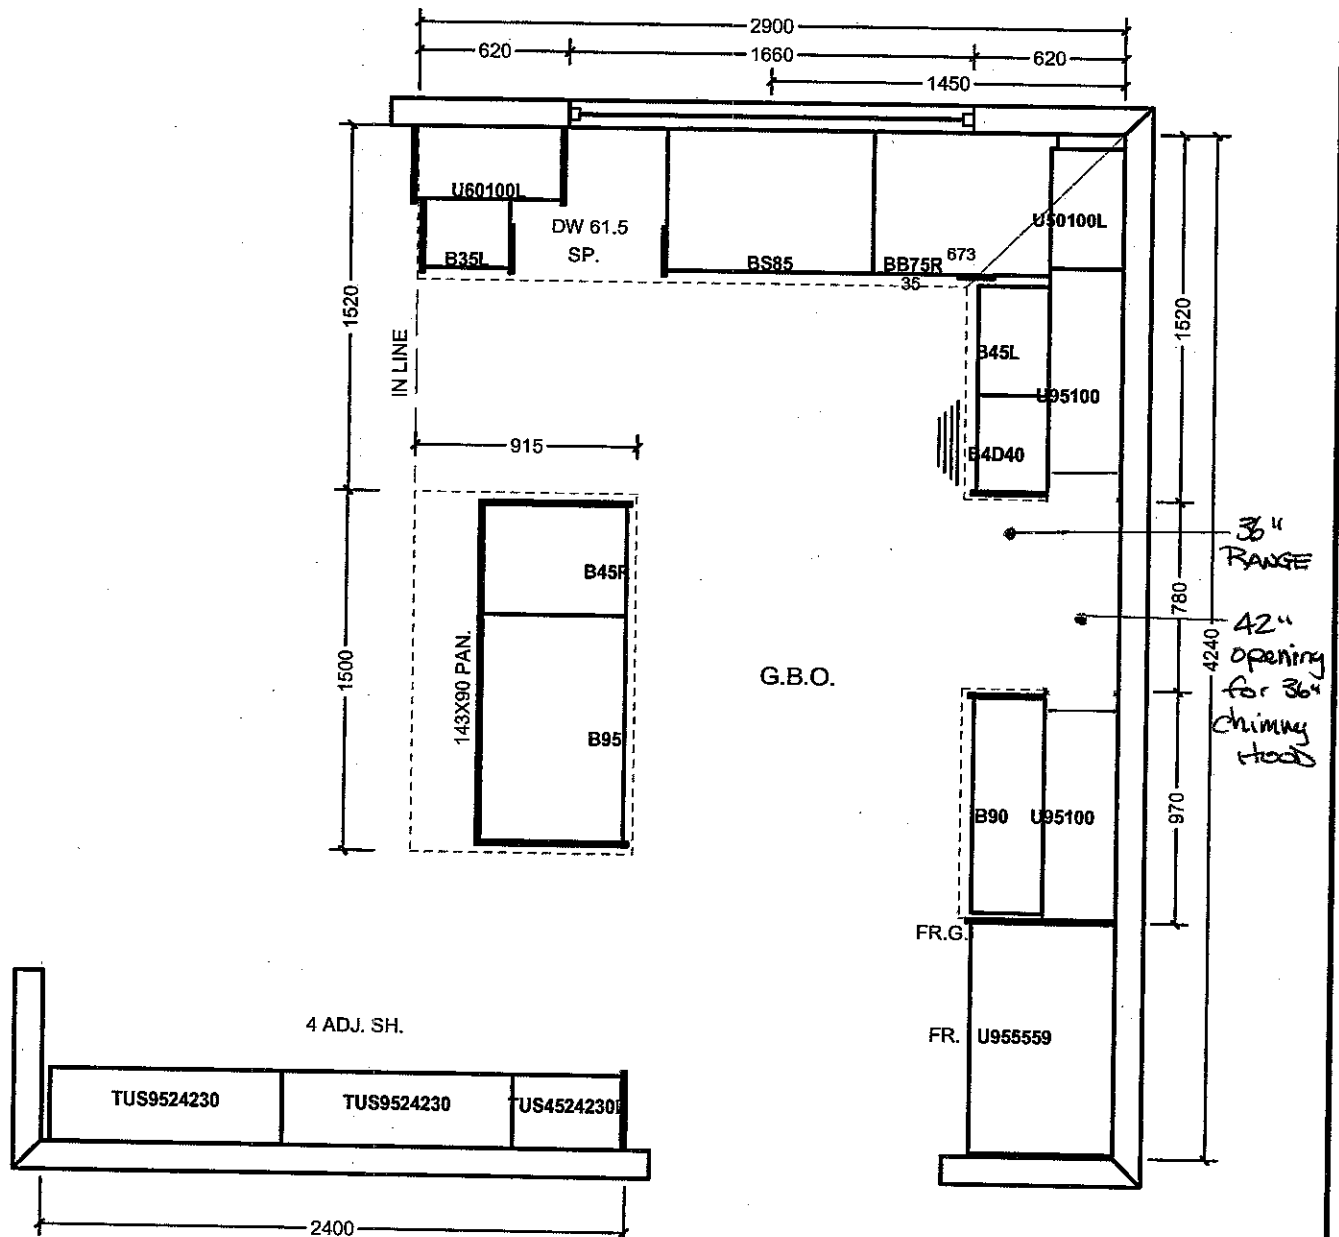 2900
620
1660
620
1450
U60100L
DW 61.5
SP.
B35L
BS85
BB75R
673
35
U50100L
1520
IN LINE
1520
B45L
U95100
B4D40
915
36"
RANGE
780
42"
opening
for 36"
chimny
Hood
4240
1500
143X90 PAN.
B45R
B95
G.B.O.
B90
U95100
970
FR.G.
FR.
U955559
4 ADJ. SH.
TUS9524230
TUS9524230
TUS4524230
2400